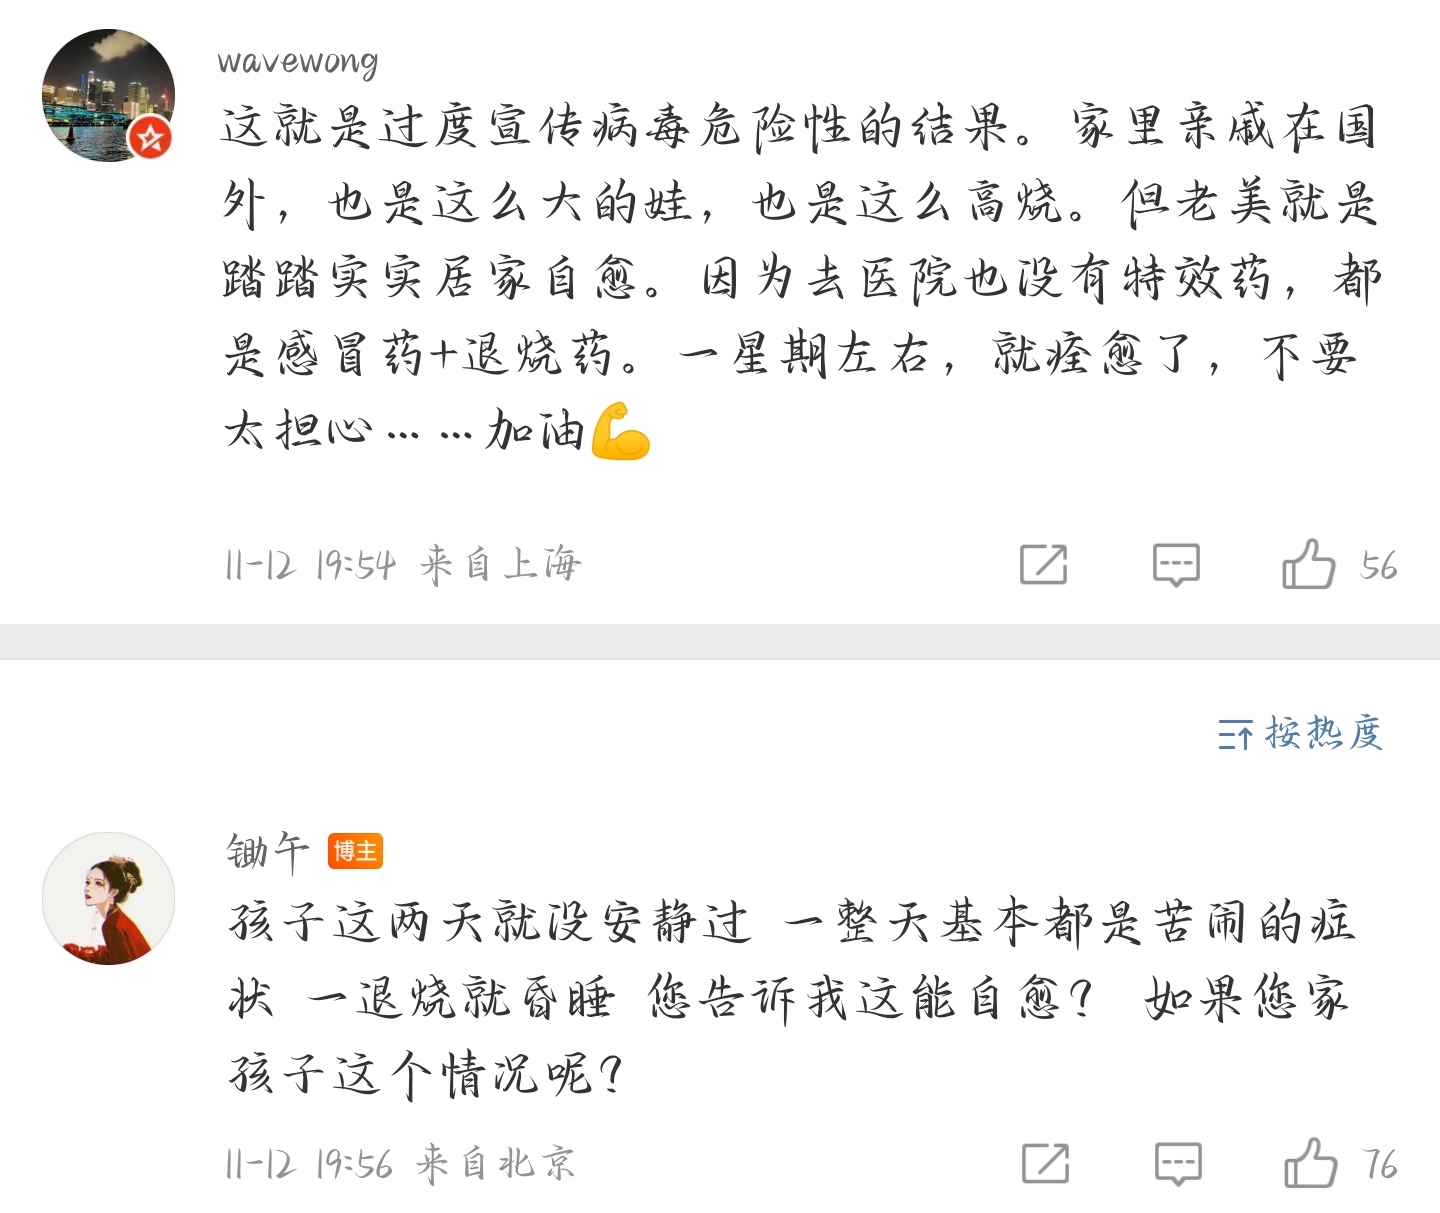 wavewong
这就是过度宣传病毒危险性的结果。家里亲戚在国
外，也是这么大的娃，也是这么高烧。但老美就是
踏踏实实居家自愈。因为去医院也没有特效药，都
是感冒药+退烧药。一星期左右，就痊愈了，不要
太担心……加油💪
11-12 19:54 来自上海
56
按热度
锄午 博主
孩子这两天就没安静过 一整天基本都是苦闹的症
状 一退烧就昏睡 您告诉我这能自愈？ 如果您家
孩子这个情况呢？
11-12 19:56 来自北京
76